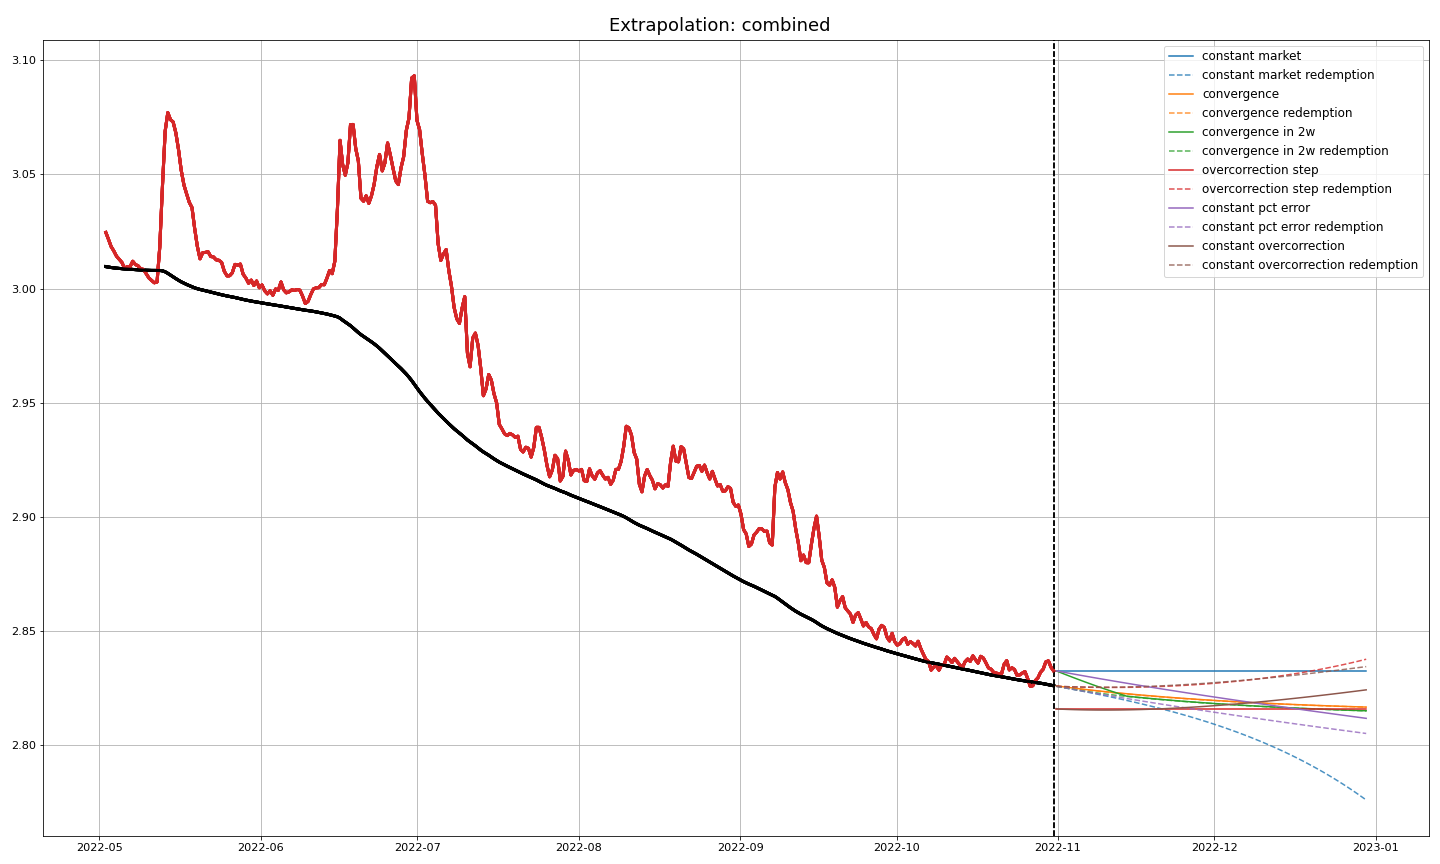 Extrapolation: combined
3.10
3.05
3.00
2.95
2.90
2.85
2.80
2022-05
2022-06
2022-07
2022-08
2022-09
2022-10
2022-11
2022-12
2023-01
constant market
constant market redemption
convergence
convergence redemption
convergence in 2w
convergence in 2w redemption
overcorrection step
overcorrection step redemption
constant pct error
constant pct error redemption
constant overcorrection
constant overcorrection redemption